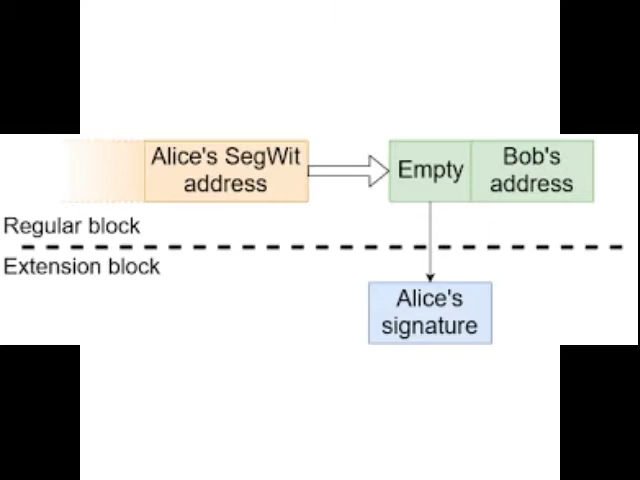 Alice's SegWit
address
Empty
Bob's
address
Regular block
Extension block
Alice's
signature